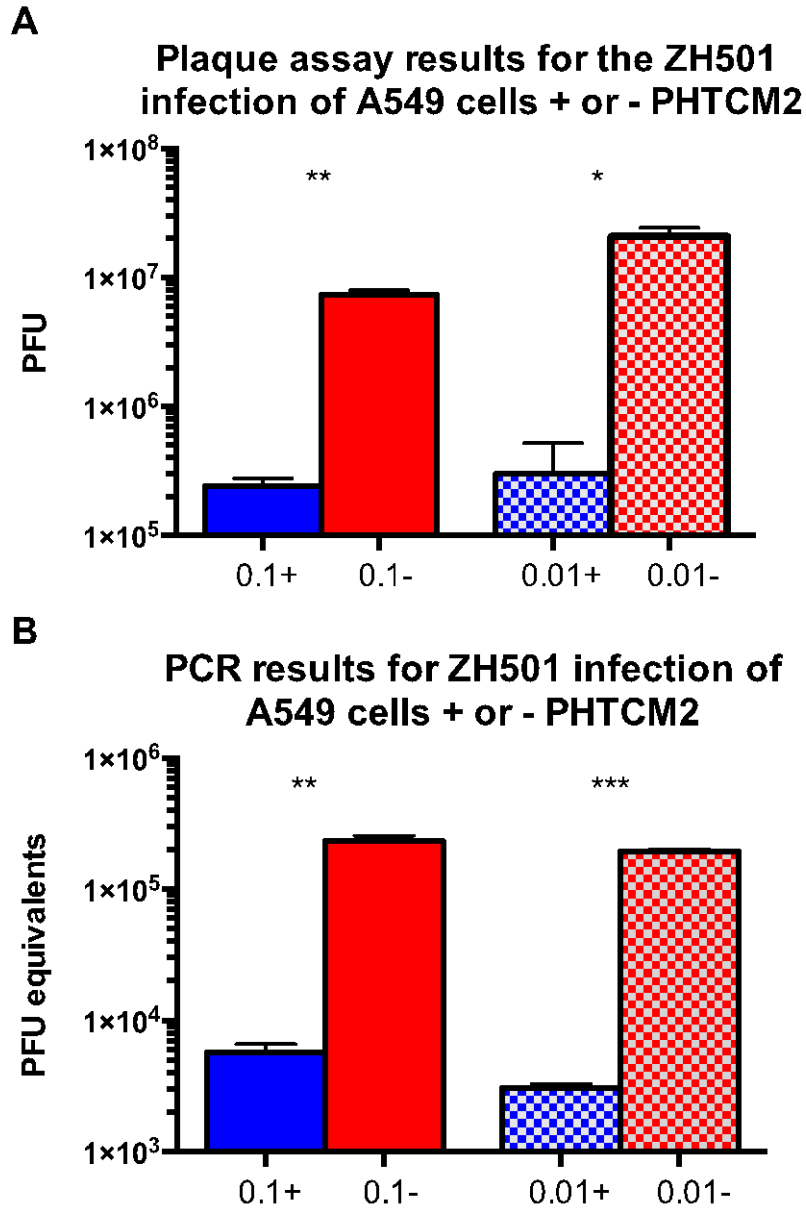 A
Plaque assay results for the ZH501
infection of A549 cells + or - PHTCM2
1×10⁸
** *
1×10⁷
PFU
1×10⁶
1×10⁵
0.1+ 0.1- 0.01+ 0.01-
B
PCR results for ZH501 infection of
A549 cells + or - PHTCM2
1×10⁶
** ***
1×10⁵
PFU equivalents
1×10⁴
1×10³
0.1+ 0.1- 0.01+ 0.01-